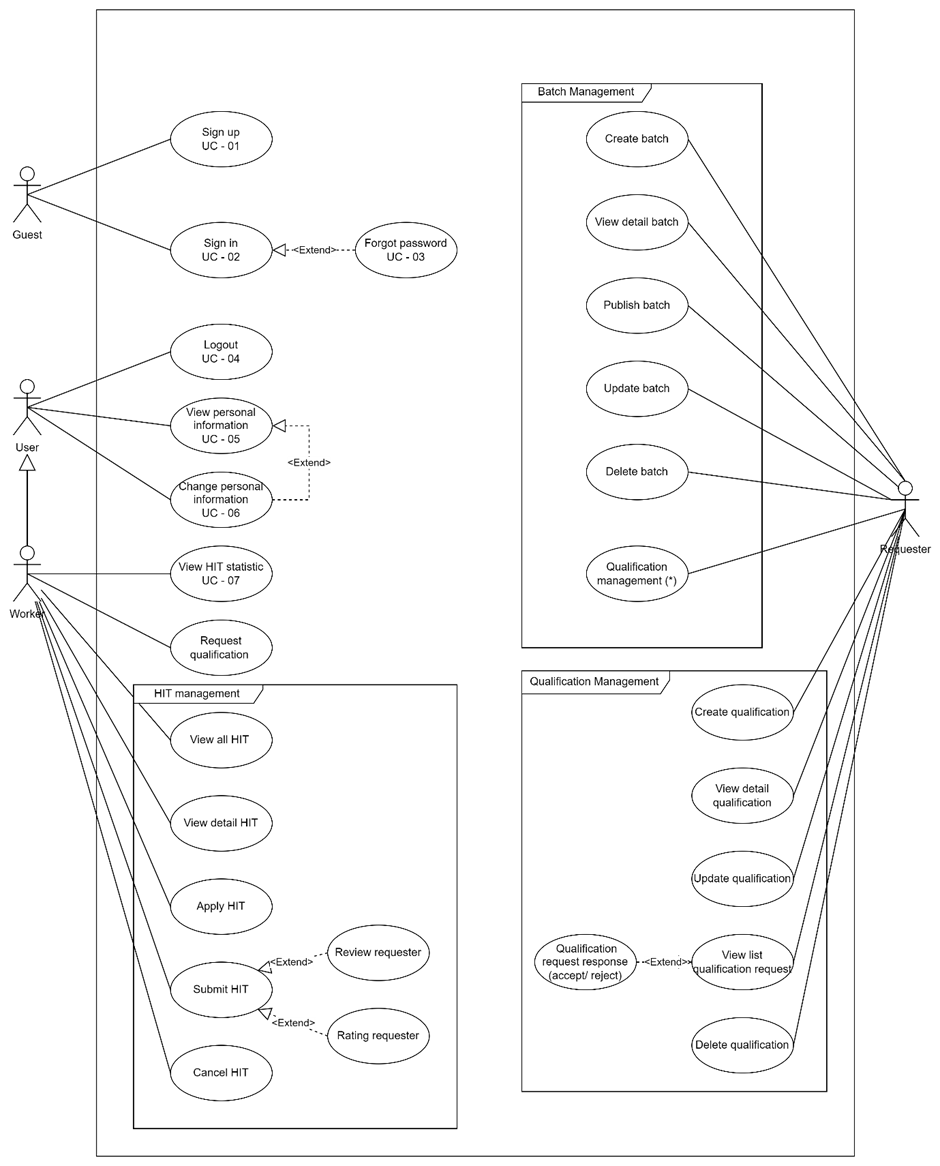 Batch Management
Sign up
UC - 01
Create batch
Guest
Sign in
UC - 02
<Extend>
Forgot password
UC - 03
View detail batch
Publish batch
Logout
UC - 04
Update batch
User
View personal
information
UC - 05
<Extend>
Change personal
information
UC - 06
Delete batch
Requester
Worker
View HIT statistic
UC - 07
Qualification
management (*)
Request
qualification
HIT management
Qualification Management
View all HIT
Create qualification
View detail HIT
View detail
qualification
Apply HIT
Update qualification
Submit HIT
<Extend>
Review requester
<Extend>
Rating requester
Qualification
request response
(accept/ reject)
<Extend>
View list
qualification request
Cancel HIT
Delete qualification